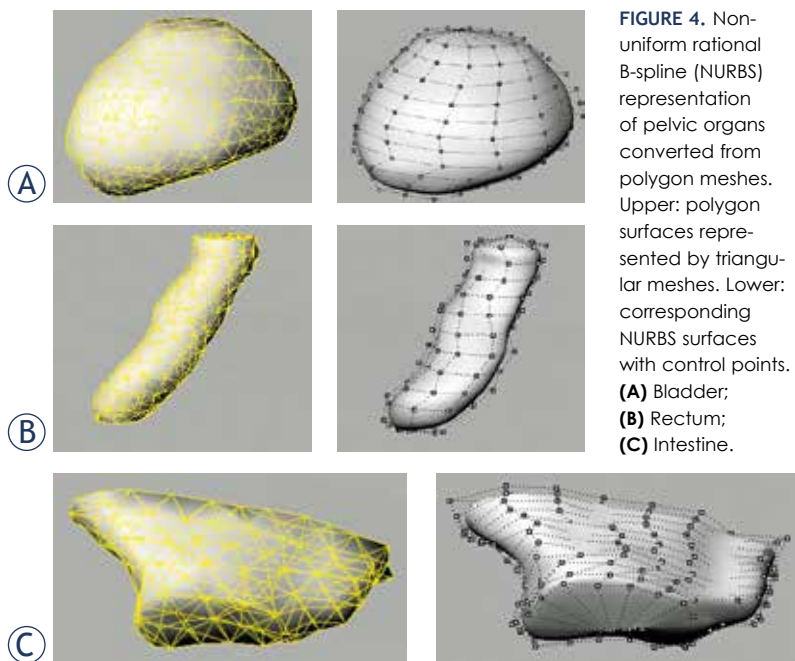 FIGURE 4. Non-
uniform rational
B-spline (NURBS)
representation
of pelvic organs
converted from
polygon meshes.
Upper: polygon
surfaces repre-
sented by triangu-
lar meshes. Lower:
corresponding
NURBS surfaces
with control points.
(A) Bladder;
(B) Rectum;
(C) Intestine.
A
B
C